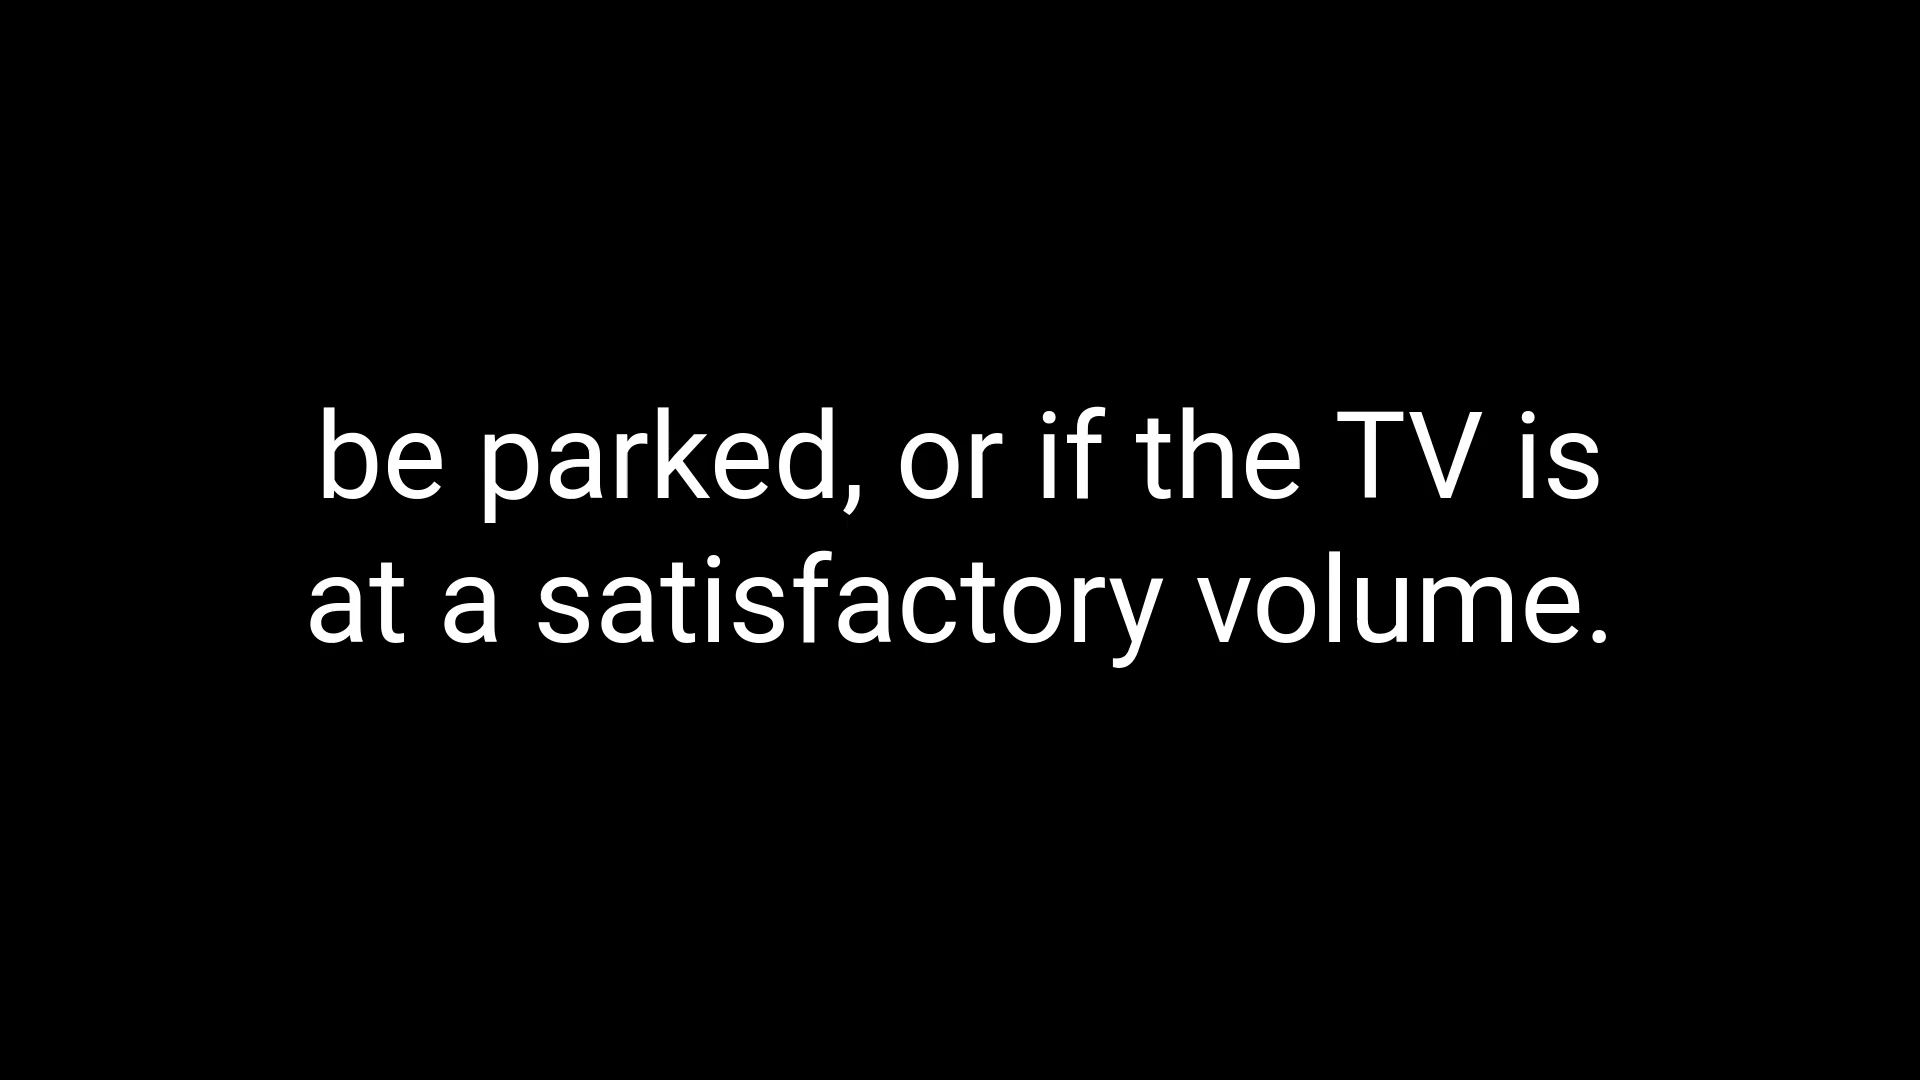 be parked, or if the TV is
at a satisfactory volume.